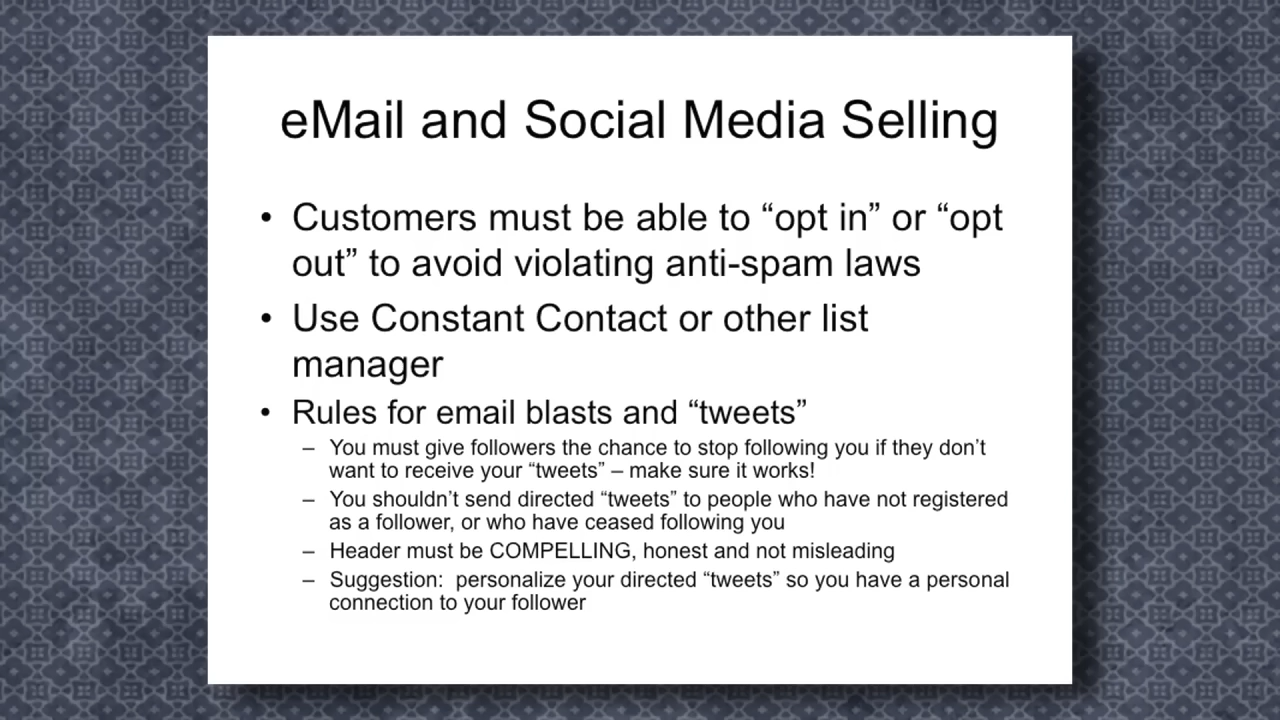 eMail and Social Media Selling
• Customers must be able to “opt in” or “opt
out” to avoid violating anti-spam laws
• Use Constant Contact or other list
manager
• Rules for email blasts and “tweets”
– You must give followers the chance to stop following you if they don’t
want to receive your “tweets” – make sure it works!
– You shouldn’t send directed “tweets” to people who have not registered
as a follower, or who have ceased following you
– Header must be COMPELLING, honest and not misleading
– Suggestion:  personalize your directed “tweets” so you have a personal
connection to your follower